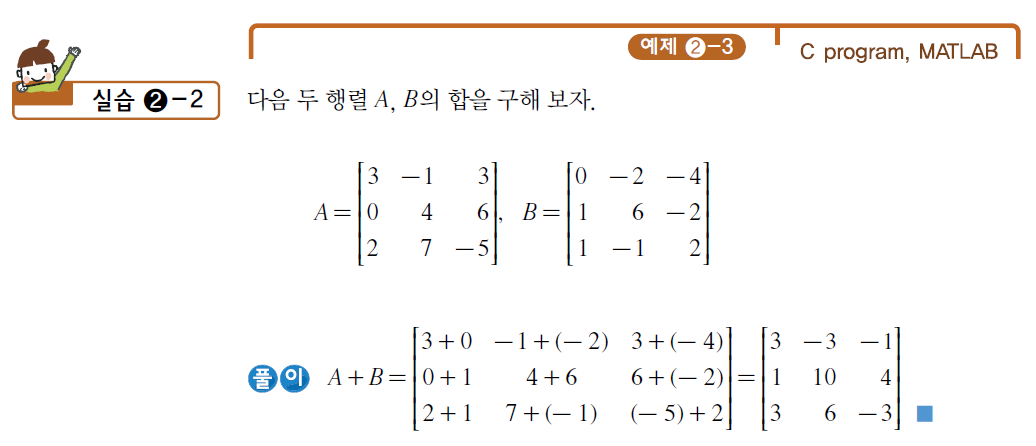 예제 ②-3
C program, MATLAB
실습 ❷-2
다음 두 행렬 A, B의 합을 구해 보자.
A = [3 -1 3; 0 4 6; 2 7 -5], B = [0 -2 -4; 1 6 -2; 1 -1 2]
풀이 A+B = [3+0 -1+(-2) 3+(-4); 0+1 4+6 6+(-2); 2+1 7+(-1) (-5)+2] = [3 -3 -1; 1 10 4; 3 6 -3]